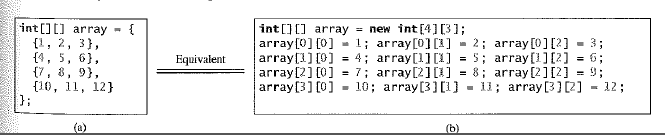 int[][] array = {
{1, 2, 3},
{4, 5, 6},
{7, 8, 9},
{10, 11, 12}
};
(a)
Equivalent
int[][] array = new int[4][3];
array[0][0] = 1; array[0][1] = 2; array[0][2] = 3;
array[1][0] = 4; array[1][1] = 5; array[1][2] = 6;
array[2][0] = 7; array[2][1] = 8; array[2][2] = 9;
array[3][0] = 10; array[3][1] = 11; array[3][2] = 12;
(b)